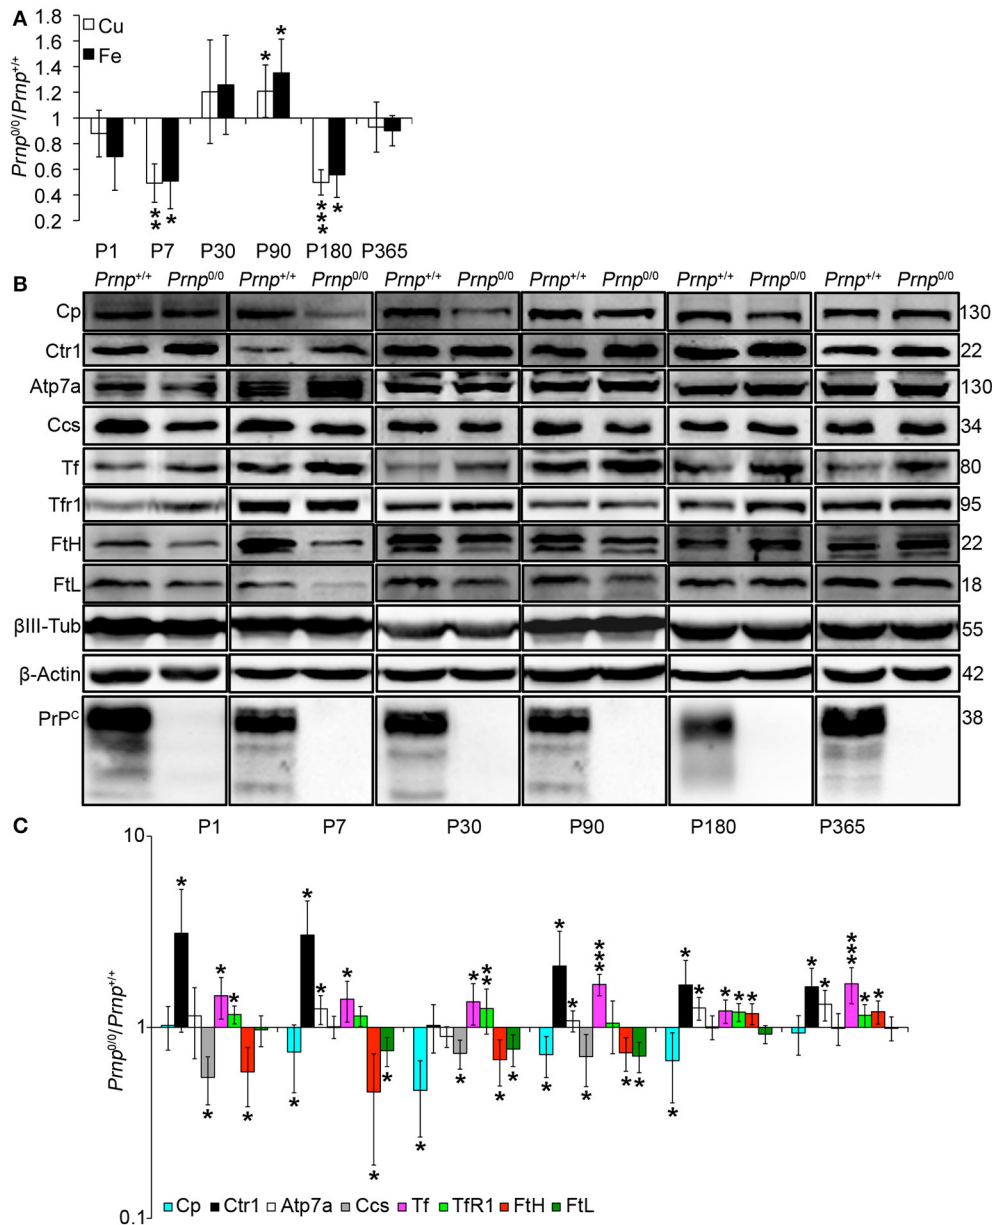 A
1.8
1.6
1.4
1.2
1
0.8
0.6
0.4
0.2
Prnp0/0/Prnp+/+
Cu
Fe
* *
** * *** *
P1 P7 P30 P90 P180 P365
B
Prnp+/+ Prnp0/0 Prnp+/+ Prnp0/0 Prnp+/+ Prnp0/0 Prnp+/+ Prnp0/0 Prnp+/+ Prnp0/0 Prnp+/+ Prnp0/0
Cp 130
Ctr1 22
Atp7a 130
Ccs 34
Tf 80
Tfr1 95
FtH 22
FtL 18
βIII-Tub 55
β-Actin 42
PrPC 38
C
P1 P7 P30 P90 P180 P365
10
1
0.1
Prnp0/0/Prnp+/+
Cp Ctr1 Atp7a Ccs Tf TfR1 FtH FtL